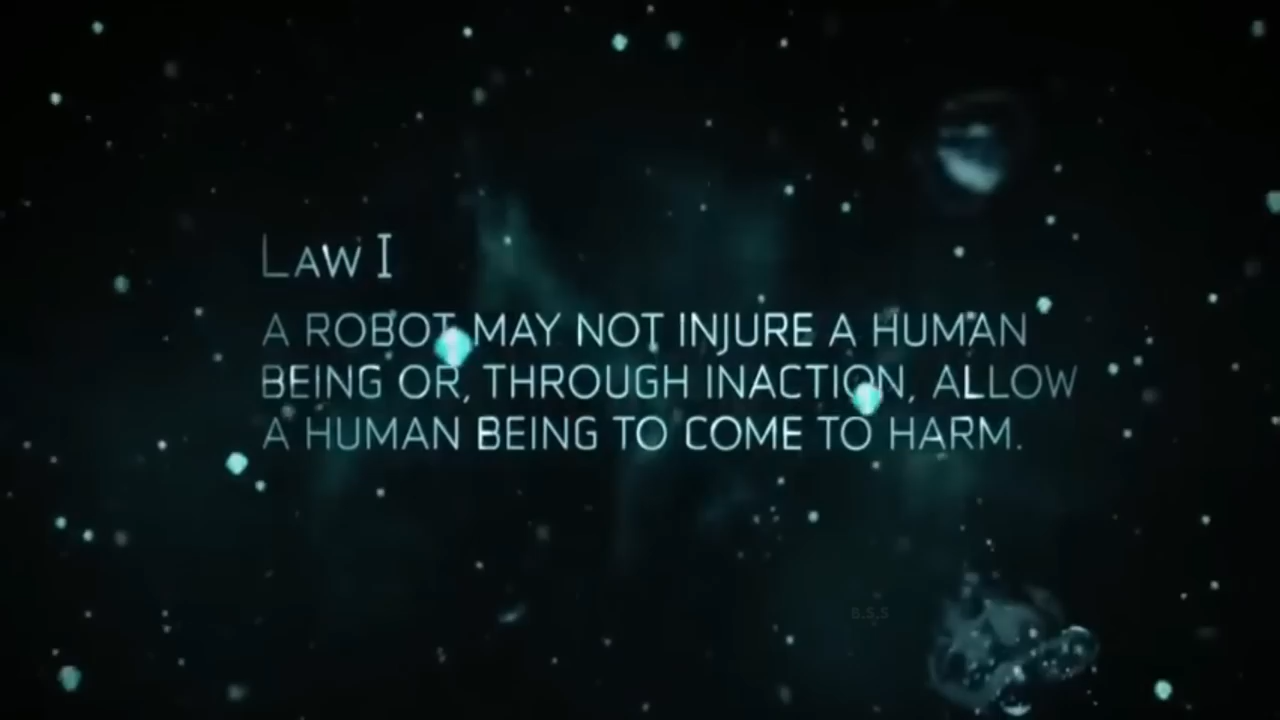 Law I
A ROBOT MAY NOT INJURE A HUMAN
BEING OR, THROUGH INACTION, ALLOW
A HUMAN BEING TO COME TO HARM.
B.S.S